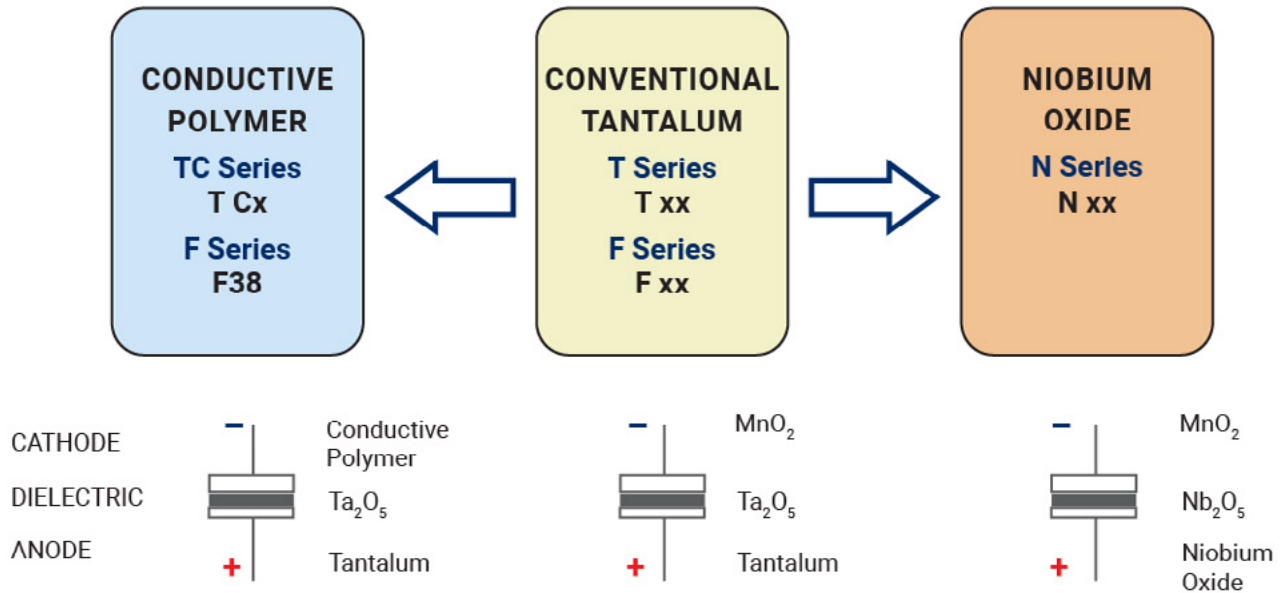 CONDUCTIVE
POLYMER
TC Series
T Cx
F Series
F38
CONVENTIONAL
TANTALUM
T Series
T xx
F Series
F xx
NIOBIUM
OXIDE
N Series
N xx
CATHODE
DIELECTRIC
ANODE
−
Conductive
Polymer
Ta₂O₅
+
Tantalum
−
MnO₂
Ta₂O₅
+
Tantalum
−
MnO₂
Nb₂O₅
+
Niobium
Oxide